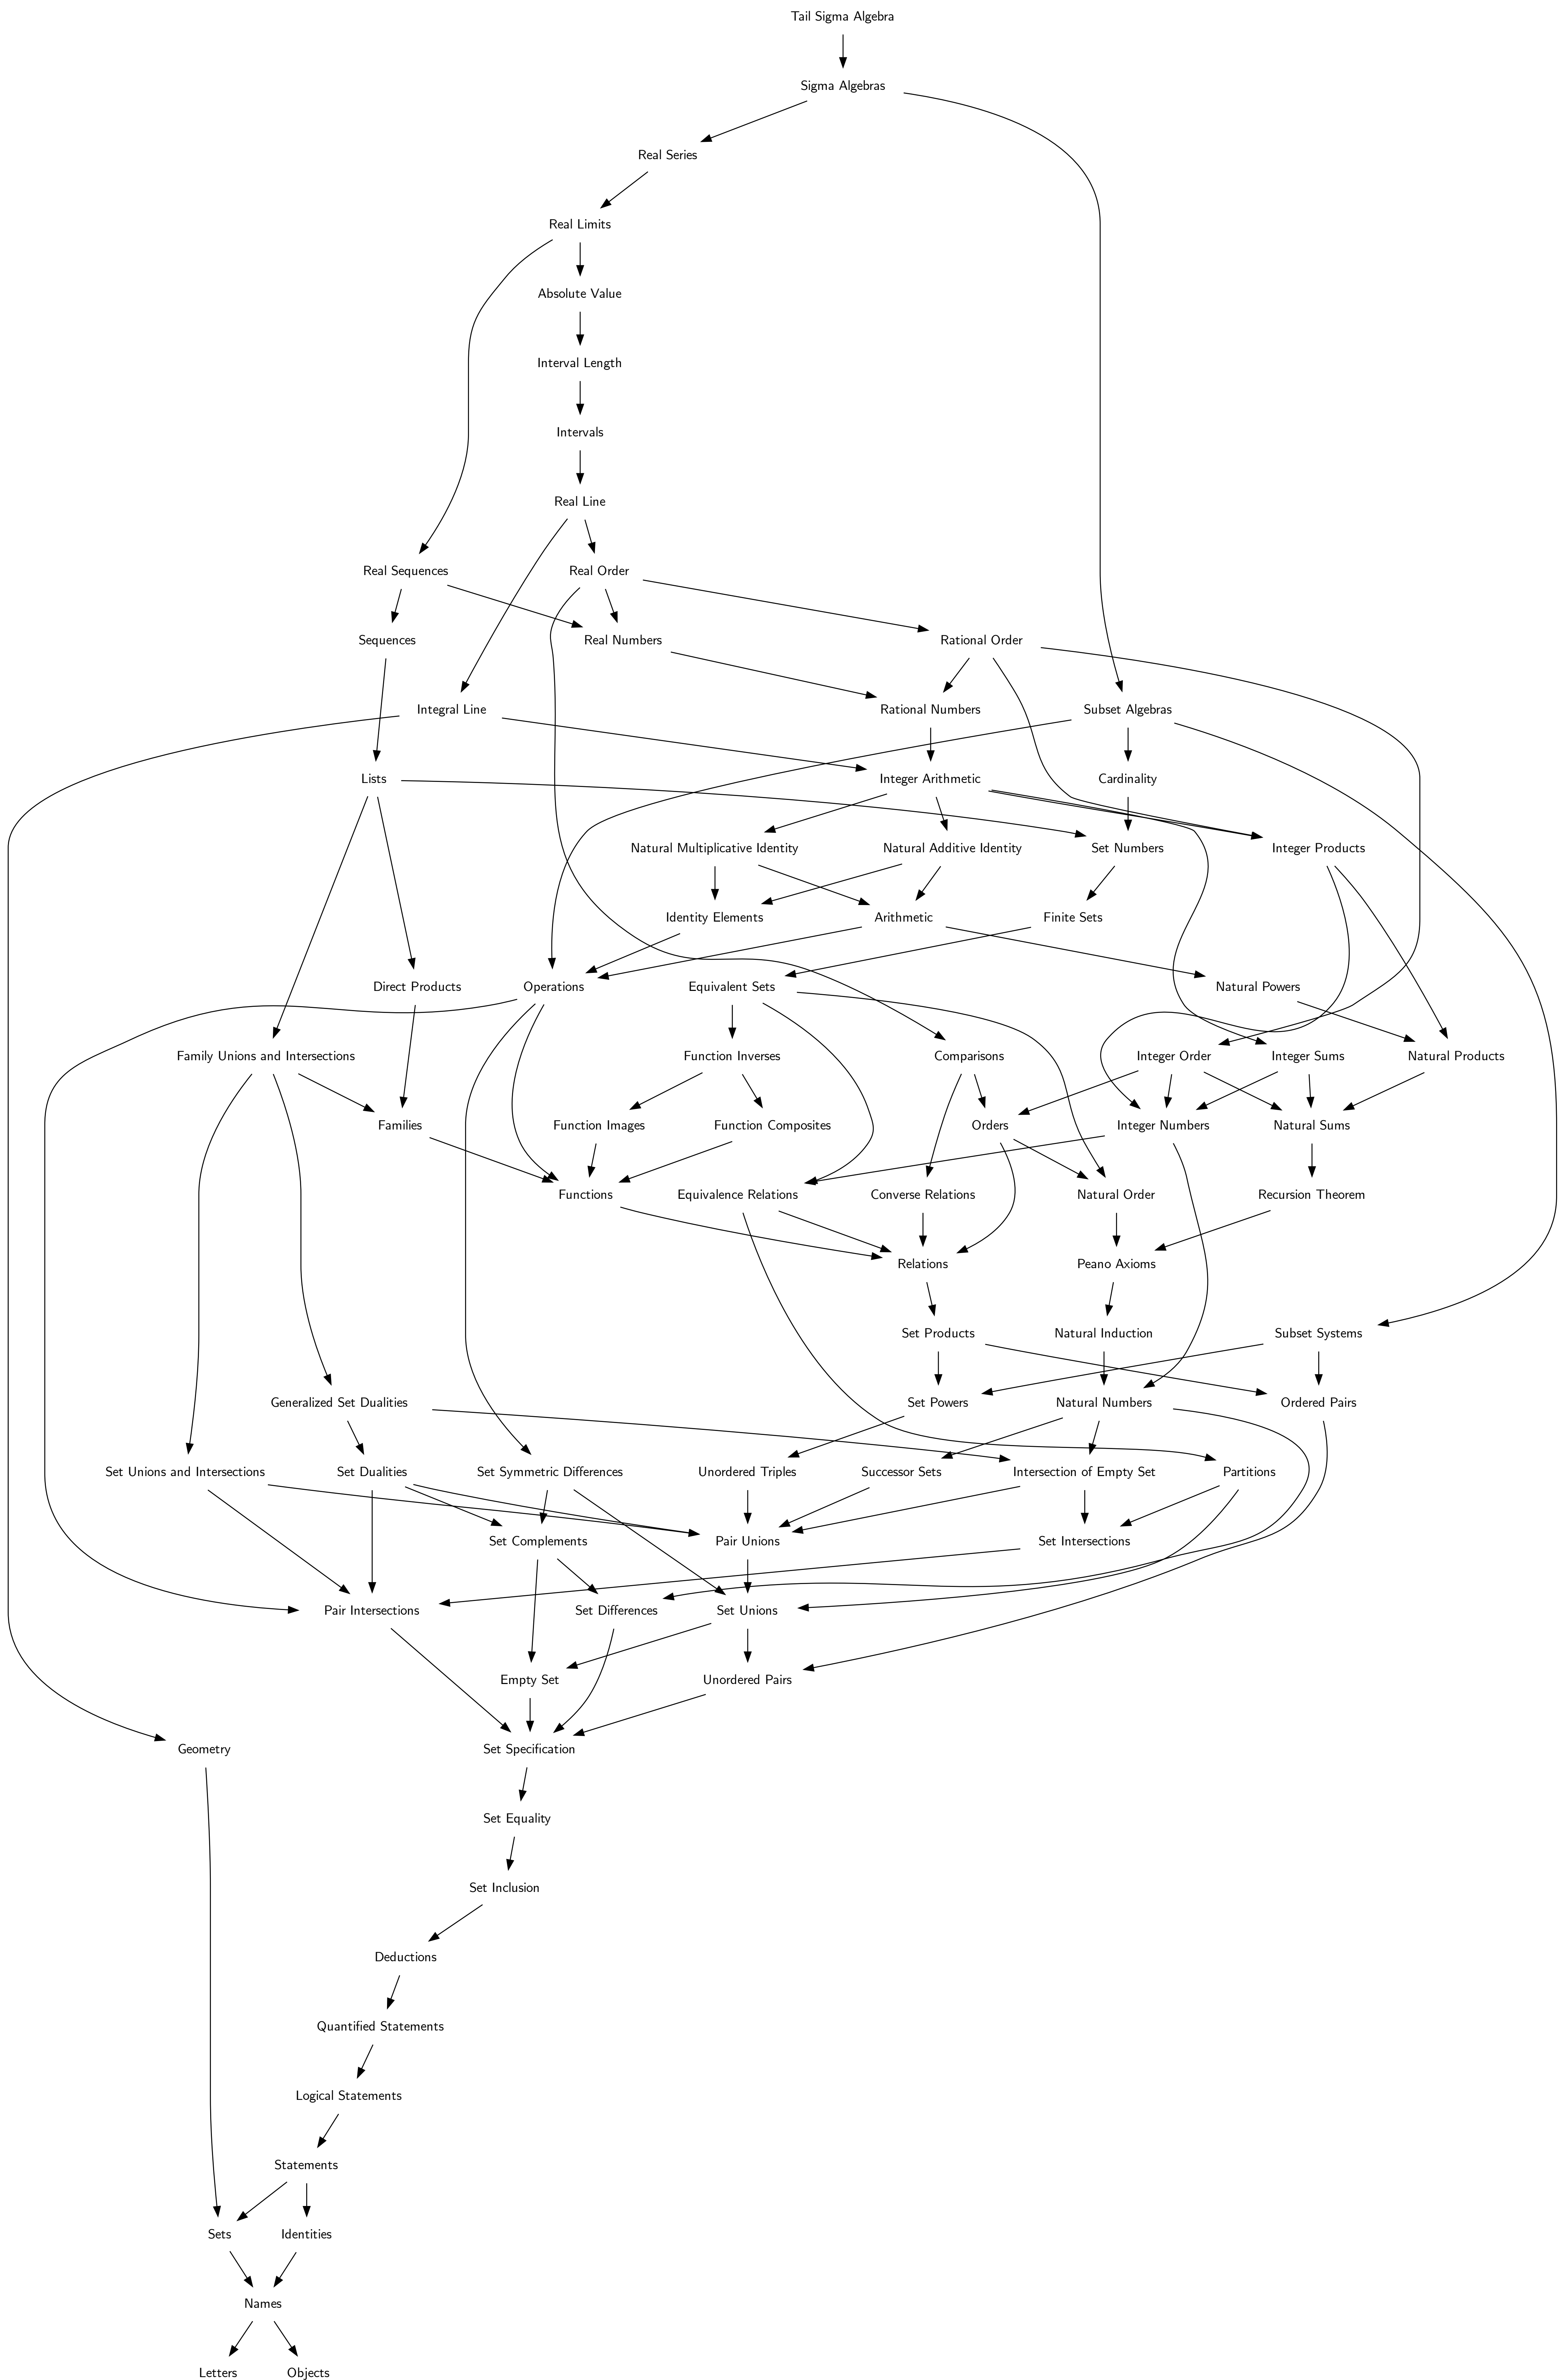 Tail Sigma Algebra
Sigma Algebras
Real Series
Real Limits
Absolute Value
Interval Length
Intervals
Real Line
Real Sequences
Real Order
Sequences
Real Numbers
Rational Order
Integral Line
Rational Numbers
Subset Algebras
Lists
Integer Arithmetic
Cardinality
Natural Multiplicative Identity
Natural Additive Identity
Set Numbers
Integer Products
Identity Elements
Arithmetic
Finite Sets
Direct Products
Operations
Equivalent Sets
Natural Powers
Family Unions and Intersections
Function Inverses
Comparisons
Integer Order
Integer Sums
Natural Products
Families
Function Images
Function Composites
Orders
Integer Numbers
Natural Sums
Functions
Equivalence Relations
Converse Relations
Natural Order
Recursion Theorem
Relations
Peano Axioms
Set Products
Natural Induction
Subset Systems
Generalized Set Dualities
Set Powers
Natural Numbers
Ordered Pairs
Set Unions and Intersections
Set Dualities
Set Symmetric Differences
Unordered Triples
Successor Sets
Intersection of Empty Set
Partitions
Set Complements
Pair Unions
Set Intersections
Pair Intersections
Set Differences
Set Unions
Empty Set
Unordered Pairs
Geometry
Set Specification
Set Equality
Set Inclusion
Deductions
Quantified Statements
Logical Statements
Statements
Sets
Identities
Names
Letters
Objects